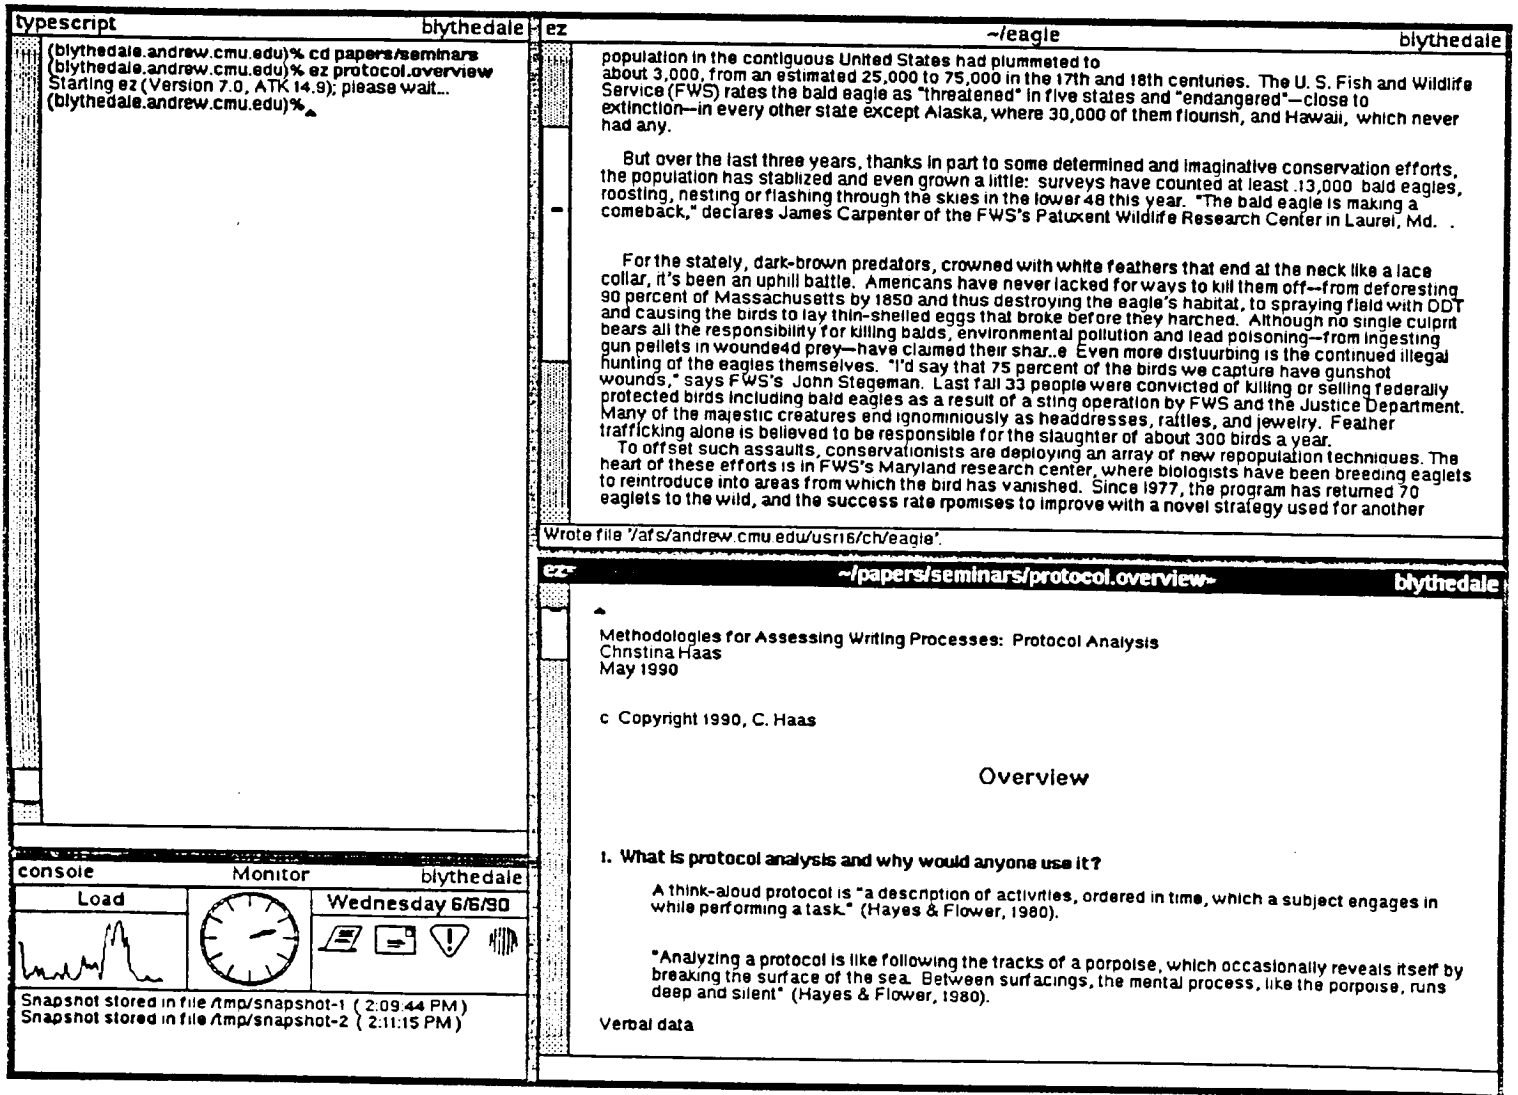 typescript blythedale
(blythedale.andrew.cmu.edu)% cd papers/seminars
(blythedale.andrew.cmu.edu)% ez protocol.overview
Starting ez (Version 7.0, ATK 14.9); please wait...
(blythedale.andrew.cmu.edu)%
ez ~/eagle blythedale
population in the contiguous United States had plummeted to
about 3,000, from an estimated 25,000 to 75,000 in the 17th and 18th centuries. The U. S. Fish and Wildlife
Service (FWS) rates the bald eagle as "threatened" in five states and "endangered"—close to
extinction—in every other state except Alaska, where 30,000 of them flourish, and Hawaii, which never
had any.
But over the last three years, thanks in part to some determined and imaginative conservation efforts,
the population has stablized and even grown a little: surveys have counted at least .13,000 bald eagles,
roosting, nesting or flashing through the skies in the lower 48 this year. "The bald eagle is making a
comeback," declares James Carpenter of the FWS's Patuxent Wildlife Research Center in Laurel, Md. .
For the stately, dark-brown predators, crowned with white feathers that end at the neck like a lace
collar, it's been an uphill battle. Americans have never lacked for ways to kill them off—from deforesting
90 percent of Massachusetts by 1850 and thus destroying the eagle's habitat, to spraying field with DDT
and causing the birds to lay thin-shelled eggs that broke before they harched. Although no single culprit
bears all the responsibility for killing balds, environmental pollution and lead poisoning—from ingesting
gun pellets in wounde4d prey—have claimed their shar..e Even more distuurbing is the continued illegal
hunting of the eagles themselves. "I'd say that 75 percent of the birds we capture have gunshot
wounds," says FWS's John Stegeman. Last fall 33 people were convicted of killing or selling federally
protected birds including bald eagles as a result of a sting operation by FWS and the Justice Department.
Many of the majestic creatures end ignominiously as headdresses, rattles, and jewelry. Feather
trafficking alone is believed to be responsible for the slaughter of about 300 birds a year.
To offset such assaults, conservationists are deploying an array of new repopulation techniques. The
heart of these efforts is in FWS's Maryland research center, where biologists have been breeding eaglets
to reintroduce into areas from which the bird has vanished. Since 1977, the program has returned 70
eaglets to the wild, and the success rate rpomises to improve with a novel strategy used for another
Wrote file '/afs/andrew.cmu.edu/usr16/ch/eagle'.
ez ~/papers/seminars/protocol.overview~ blythedale
Methodologies for Assessing Writing Processes: Protocol Analysis
Christina Haas
May 1990
c Copyright 1990, C. Haas
Overview
1. What is protocol analysis and why would anyone use it?
A think-aloud protocol is "a description of activities, ordered in time, which a subject engages in
while performing a task." (Hayes & Flower, 1980).
"Analyzing a protocol is like following the tracks of a porpoise, which occasionally reveals itself by
breaking the surface of the sea. Between surfacings, the mental process, like the porpoise, runs
deep and silent" (Hayes & Flower, 1980).
Verbal data
console Monitor blythedale
Load Wednesday 6/6/90
Snapshot stored in file /tmp/snapshot-1 ( 2:09:44 PM )
Snapshot stored in file /tmp/snapshot-2 ( 2:11:15 PM )